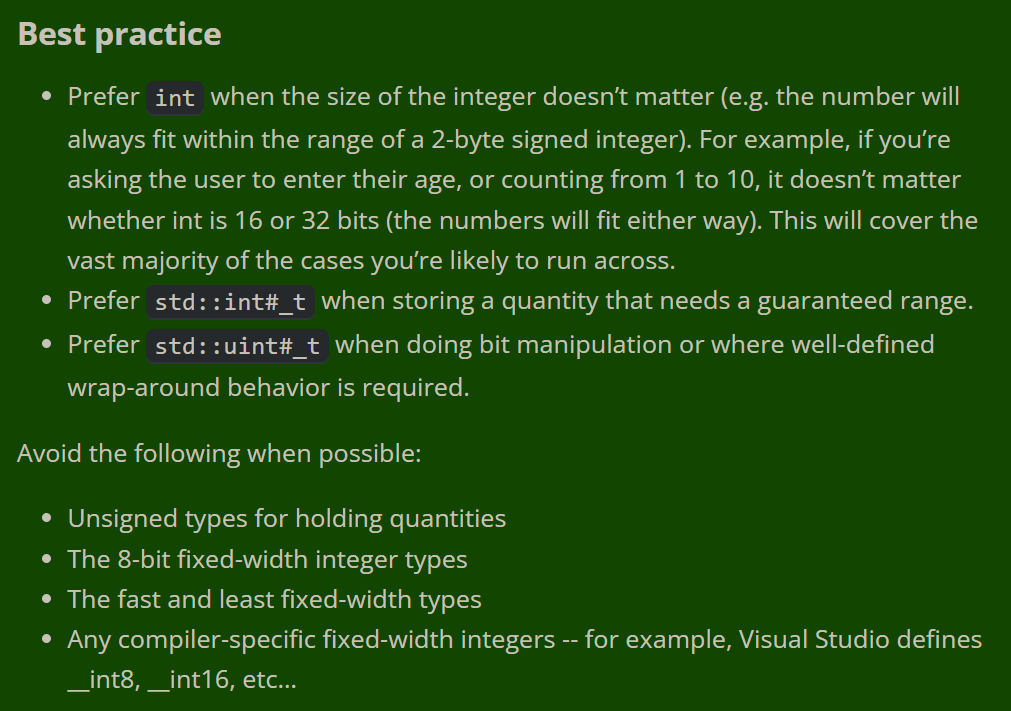 Best practice
Prefer int when the size of the integer doesn’t matter (e.g. the number will
always fit within the range of a 2-byte signed integer). For example, if you’re
asking the user to enter their age, or counting from 1 to 10, it doesn’t matter
whether int is 16 or 32 bits (the numbers will fit either way). This will cover the
vast majority of the cases you’re likely to run across.
Prefer std::int#_t when storing a quantity that needs a guaranteed range.
Prefer std::uint#_t when doing bit manipulation or where well-defined
wrap-around behavior is required.
Avoid the following when possible:
Unsigned types for holding quantities
The 8-bit fixed-width integer types
The fast and least fixed-width types
Any compiler-specific fixed-width integers -- for example, Visual Studio defines
__int8, __int16, etc…